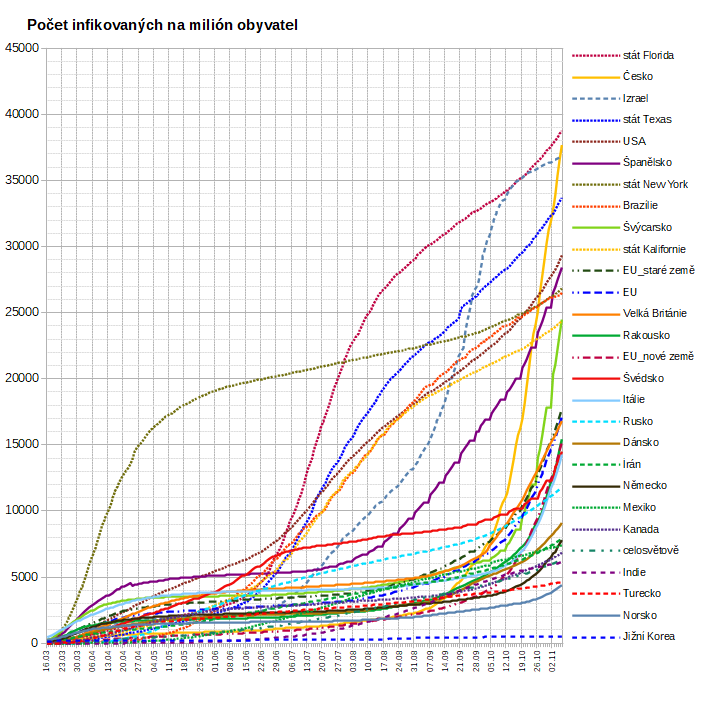 Počet infikovaných na milión obyvatel
45000
40000
35000
30000
25000
20000
15000
10000
5000
0
16.03
23.03
30.03
06.04
13.04
20.04
27.04
04.05
11.05
18.05
25.05
01.06
08.06
15.06
22.06
29.06
06.07
13.07
20.07
27.07
03.08
10.08
17.08
24.08
31.08
07.09
14.09
21.09
28.09
05.10
12.10
19.10
26.10
02.11
stát Florida
Česko
Izrael
stát Texas
USA
Španělsko
stát New York
Brazílie
Švýcarsko
stát Kalifornie
EU_staré země
EU
Velká Británie
Rakousko
EU_nové země
Švédsko
Itálie
Rusko
Dánsko
Irán
Německo
Mexiko
Kanada
celosvětově
Indie
Turecko
Norsko
Jižní Korea